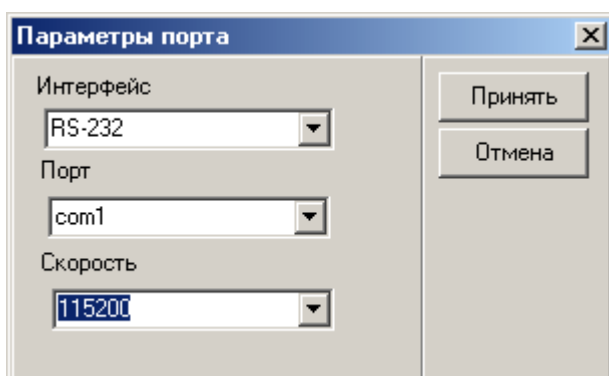 Параметры порта
Интерфейс
RS-232
Порт
com1
Скорость
115200
Принять
Отмена